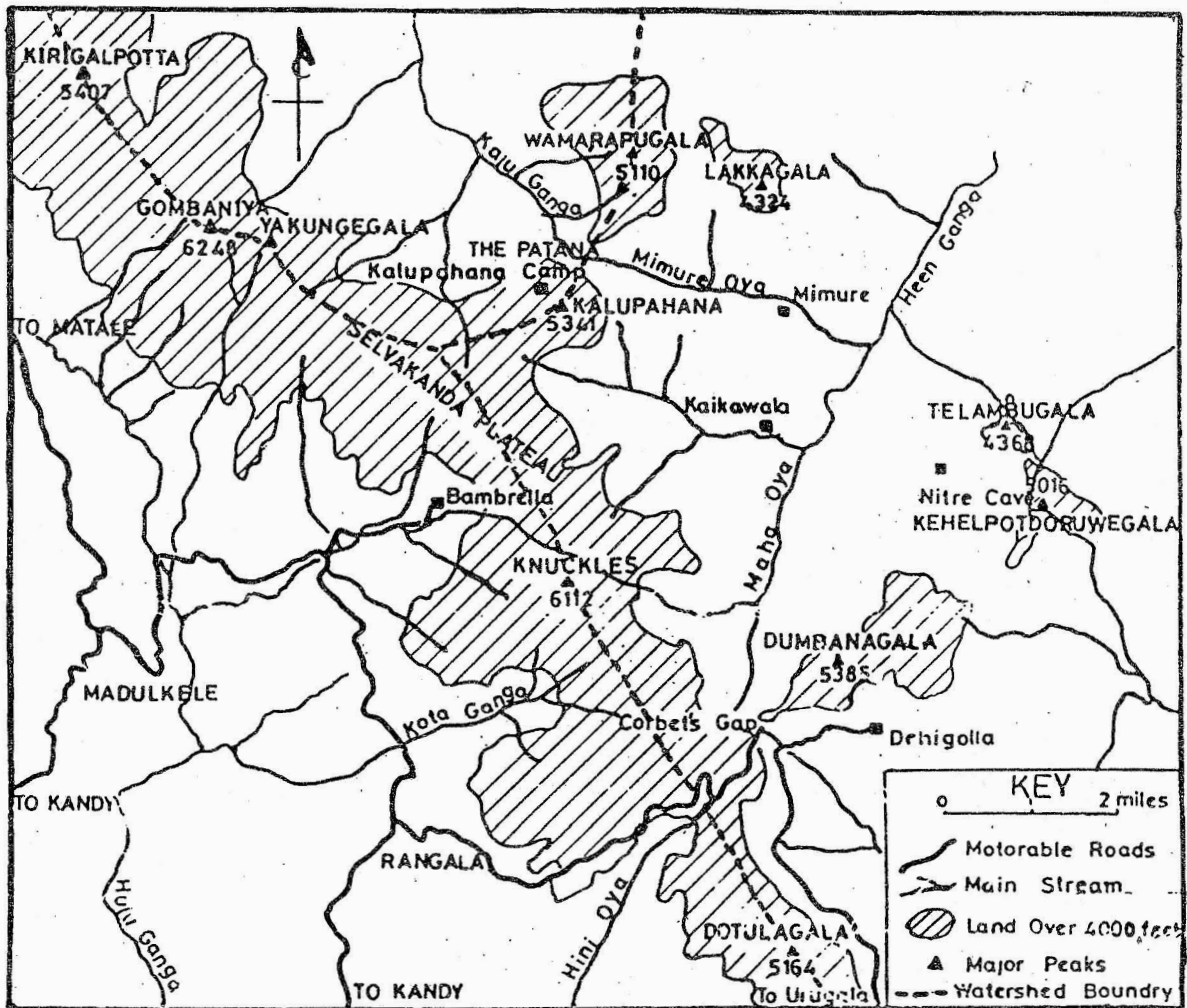 KIRIGALPOTTA
5407
WAMARAPUGALA
5110
LAKKAGALA
4324
Kalu Ganga
GOMBANIYA
6248
YAKUNGEGALA
Heen Ganga
THE PATANA
Kalupahana Camp
Mimure Oya
Mimure
KALUPAHANA
5341
TO MATALE
SELVAKANDA PLATEA
Kaikawala
TELAMBUGALA
4368
Bambrella
Nitre Cave
5016
KEHELPOTDORUWEGALA
Maha Oya
KNUCKLES
6112
DUMBANAGALA
5385
MADULKELE
Kota Ganga
Corbet's Gap
Dehigolla
TO KANDY
RANGALA
Hulu Ganga
Hini Oya
DOTULAGALA
5164
TO KANDY
To Urugala
KEY
0 2 miles
Motorable Roads
Main Stream
Land Over 4000 feet
Major Peaks
Watershed Boundry